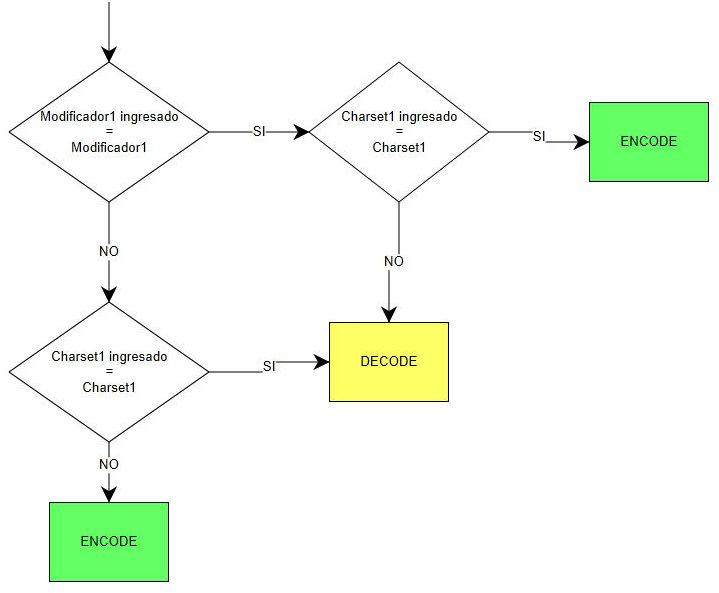 Modificador1 ingresado
=
Modificador1
SI
Charset1 ingresado
=
Charset1
SI
ENCODE
NO
NO
Charset1 ingresado
=
Charset1
SI
DECODE
NO
ENCODE